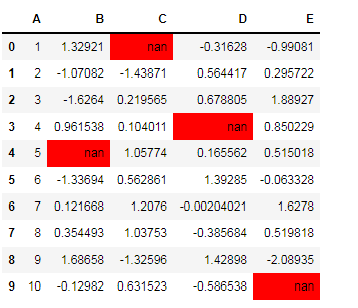 A B C D E
0 1 1.32921 nan -0.31628 -0.99081
1 2 -1.07082 -1.43871 0.564417 0.295722
2 3 -1.6264 0.219565 0.678805 1.88927
3 4 0.961538 0.104011 nan 0.850229
4 5 nan 1.05774 0.165562 0.515018
5 6 -1.33694 0.562861 1.39285 -0.063328
6 7 0.121668 1.2076 -0.00204021 1.6278
7 8 0.354493 1.03753 -0.385684 0.519818
8 9 1.68658 -1.32596 1.42898 -2.08935
9 10 -0.12982 0.631523 -0.586538 nan